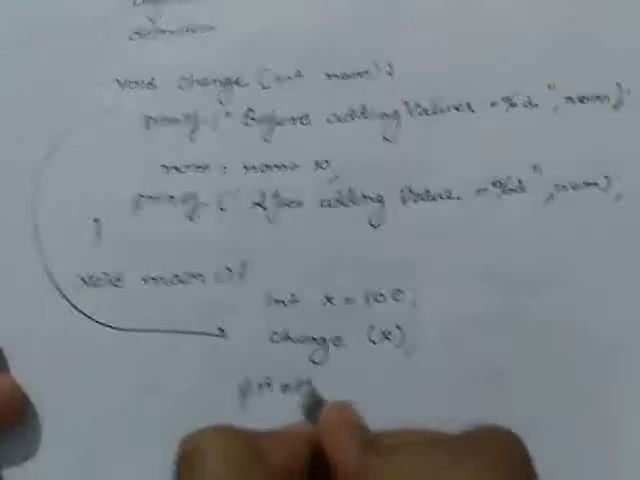 void change (int num) {
printf (" Before adding Value = %d ", num);
num = num +
printf (" After adding Value = %d ", num);
}
void main () {
int x = 100;
change (x);
print